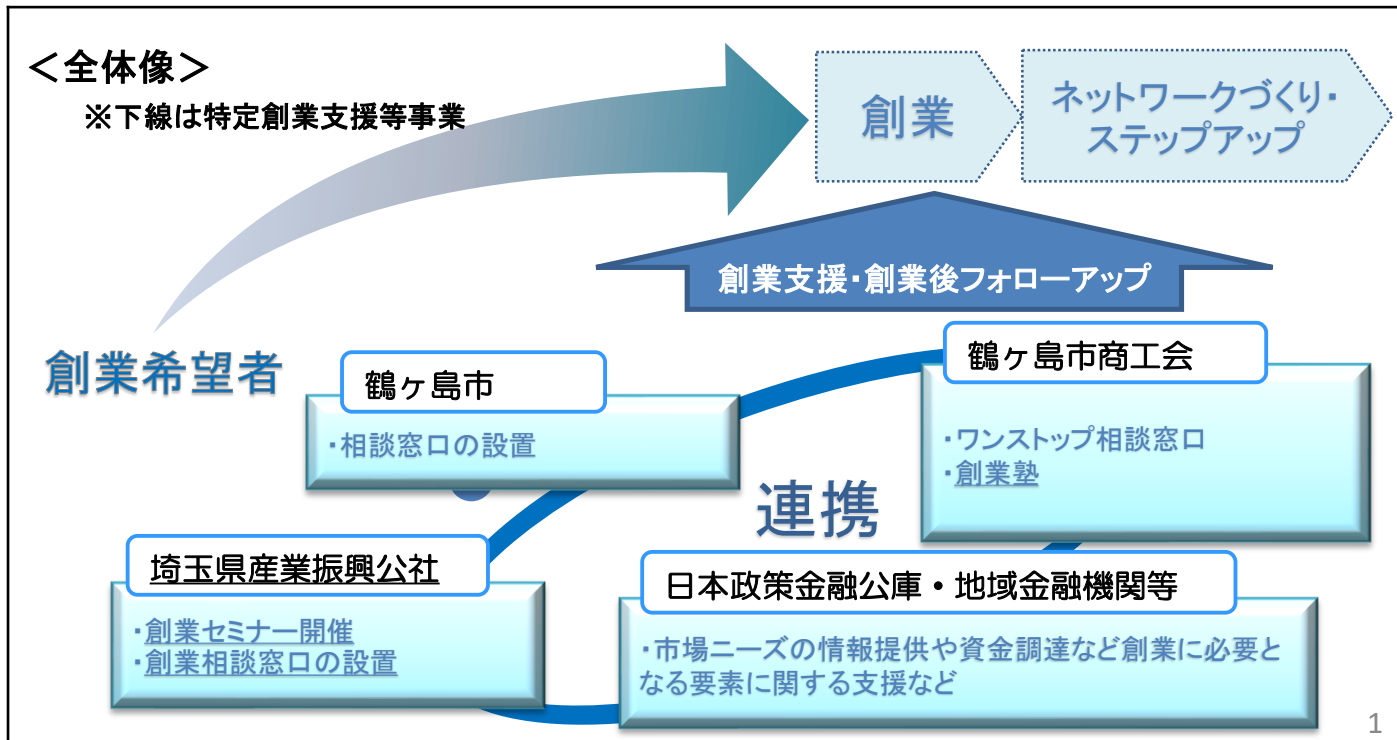 ＜全体像＞
※下線は特定創業支援等事業
創業
ネットワークづくり・
ステップアップ
創業支援・創業後フォローアップ
創業希望者
鶴ヶ島市
・相談窓口の設置
鶴ヶ島市商工会
・ワンストップ相談窓口
・創業塾
連携
埼玉県産業振興公社
・創業セミナー開催
・創業相談窓口の設置
日本政策金融公庫・地域金融機関等
・市場ニーズの情報提供や資金調達など創業に必要と
なる要素に関する支援など
1